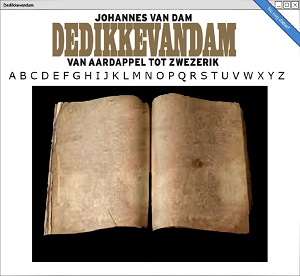 Dedikkevandam
JOHANNES VAN DAM
DEDIKKEVANDAM
VAN AARDAPPEL TOT ZWEZERIK
A B C D E F G H I J K L M N O P Q R S T U V W X Y Z